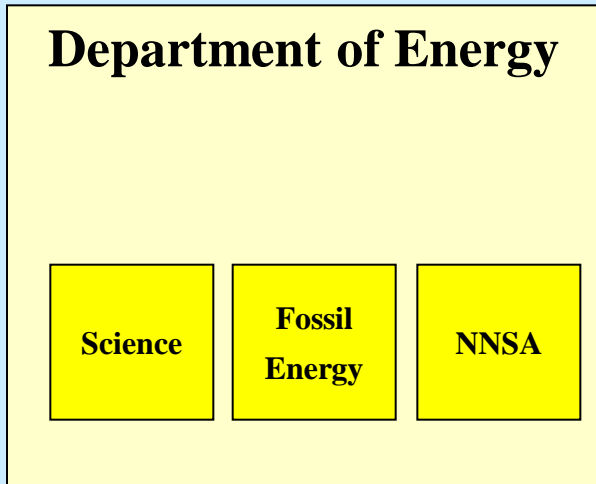 Department of Energy
Science
Fossil
Energy
NNSA